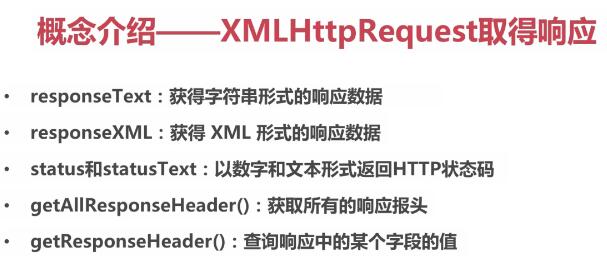 概念介绍——XMLHttpRequest取得响应
• responseText：获得字符串形式的响应数据
• responseXML：获得 XML 形式的响应数据
• status和statusText：以数字和文本形式返回HTTP状态码
• getAllResponseHeader()：获取所有的响应报头
• getResponseHeader()：查询响应中的某个字段的值